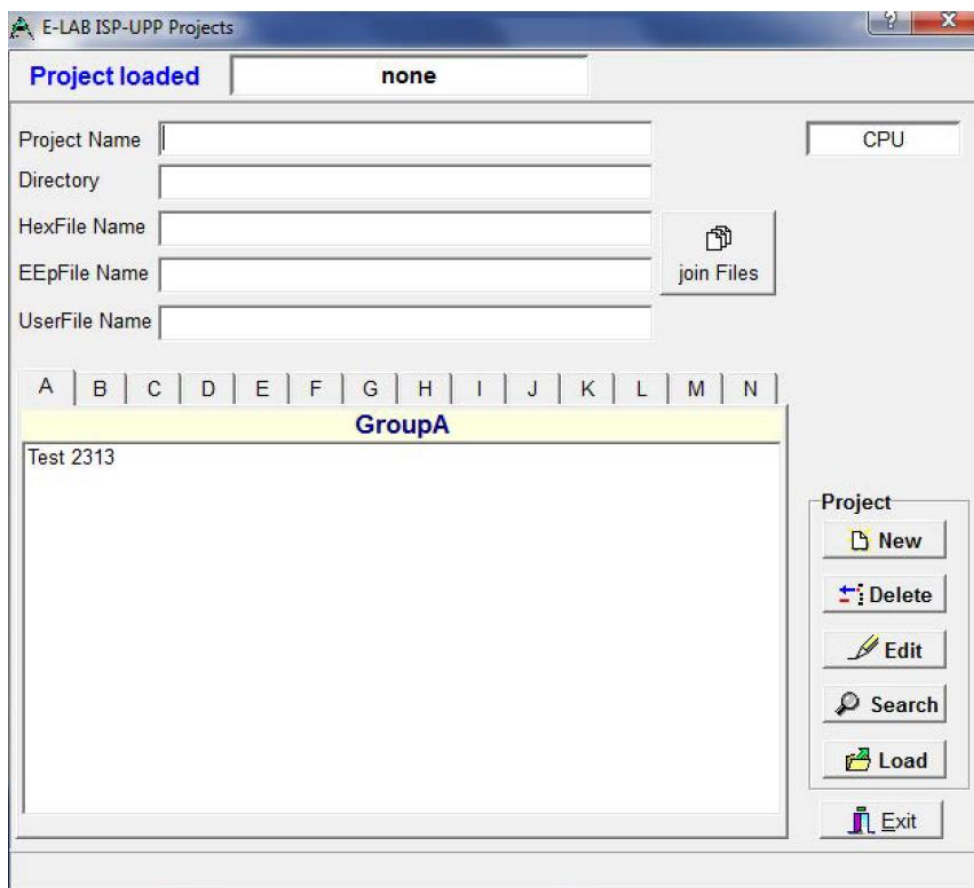 E-LAB ISP-UPP Projects
?
X
Project loaded
none
Project Name
CPU
Directory
HexFile Name
EEpFile Name
join Files
UserFile Name
A B C D E F G H I J K L M N
GroupA
Test 2313
Project
New
Delete
Edit
Search
Load
Exit